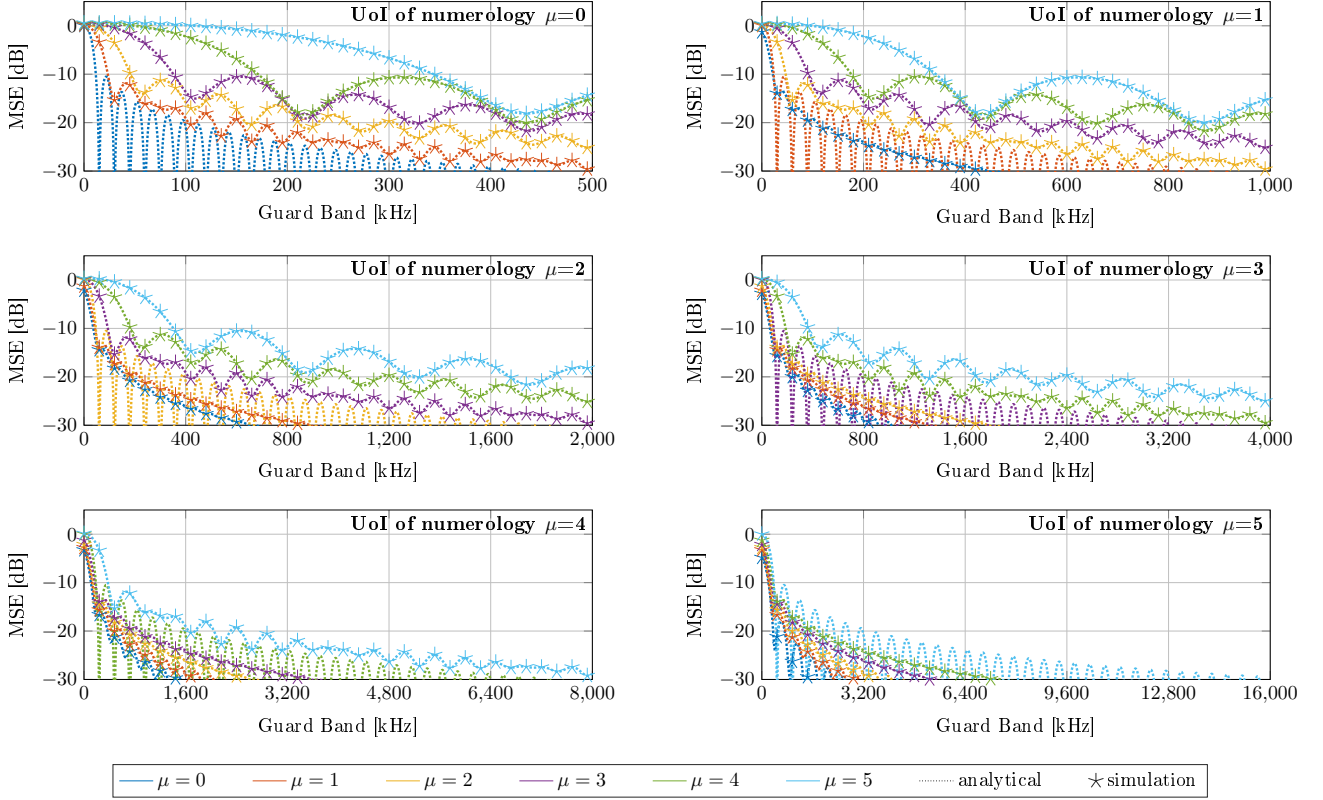 UoI of numerology μ=0
MSE [dB]
0
−10
−20
−30
0 100 200 300 400 500
Guard Band [kHz]
UoI of numerology μ=1
MSE [dB]
0
−10
−20
−30
0 200 400 600 800 1,000
Guard Band [kHz]
UoI of numerology μ=2
MSE [dB]
0
−10
−20
−30
0 400 800 1,200 1,600 2,000
Guard Band [kHz]
UoI of numerology μ=3
MSE [dB]
0
−10
−20
−30
0 800 1,600 2,400 3,200 4,000
Guard Band [kHz]
UoI of numerology μ=4
MSE [dB]
0
−10
−20
−30
0 1,600 3,200 4,800 6,400 8,000
Guard Band [kHz]
UoI of numerology μ=5
MSE [dB]
0
−10
−20
−30
0 3,200 6,400 9,600 12,800 16,000
Guard Band [kHz]
μ = 0 μ = 1 μ = 2 μ = 3 μ = 4 μ = 5 analytical simulation